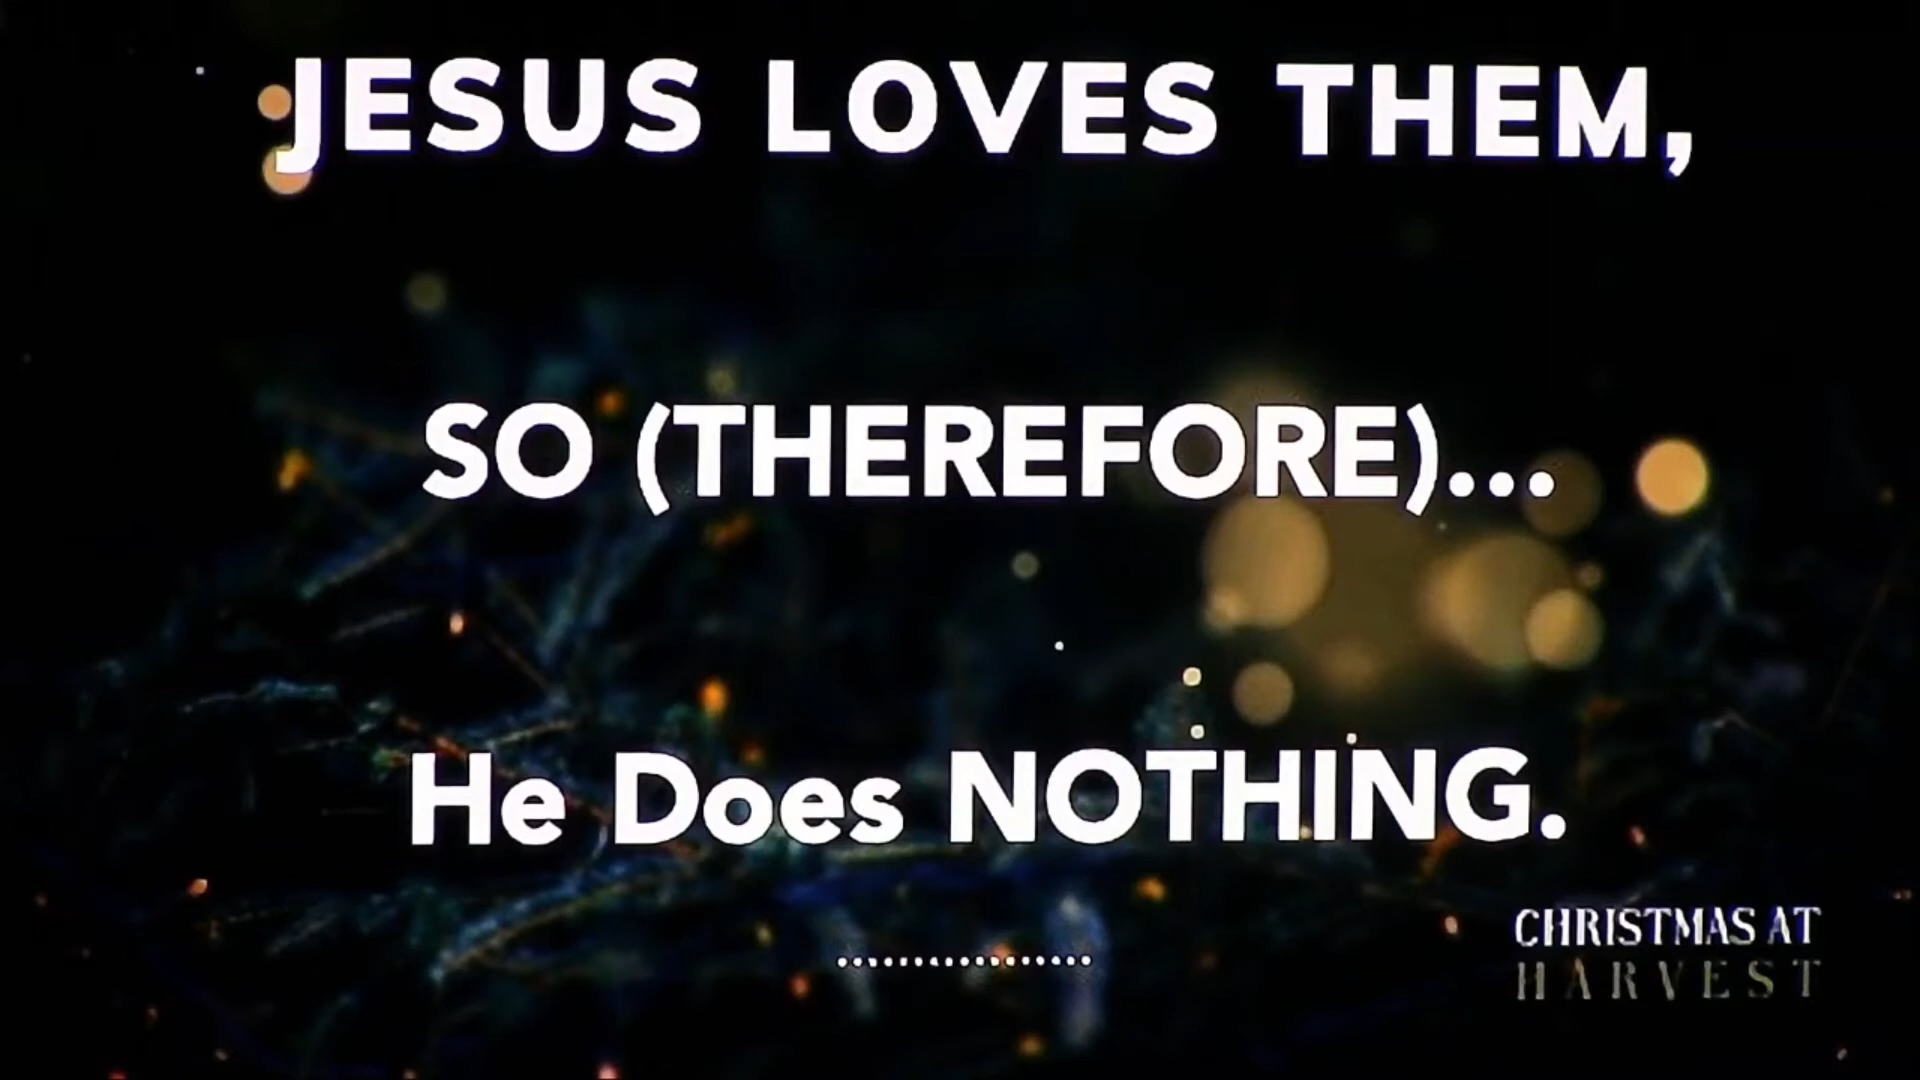 JESUS LOVES THEM,
SO (THEREFORE)...
He Does NOTHING.
CHRISTMAS AT
HARVEST